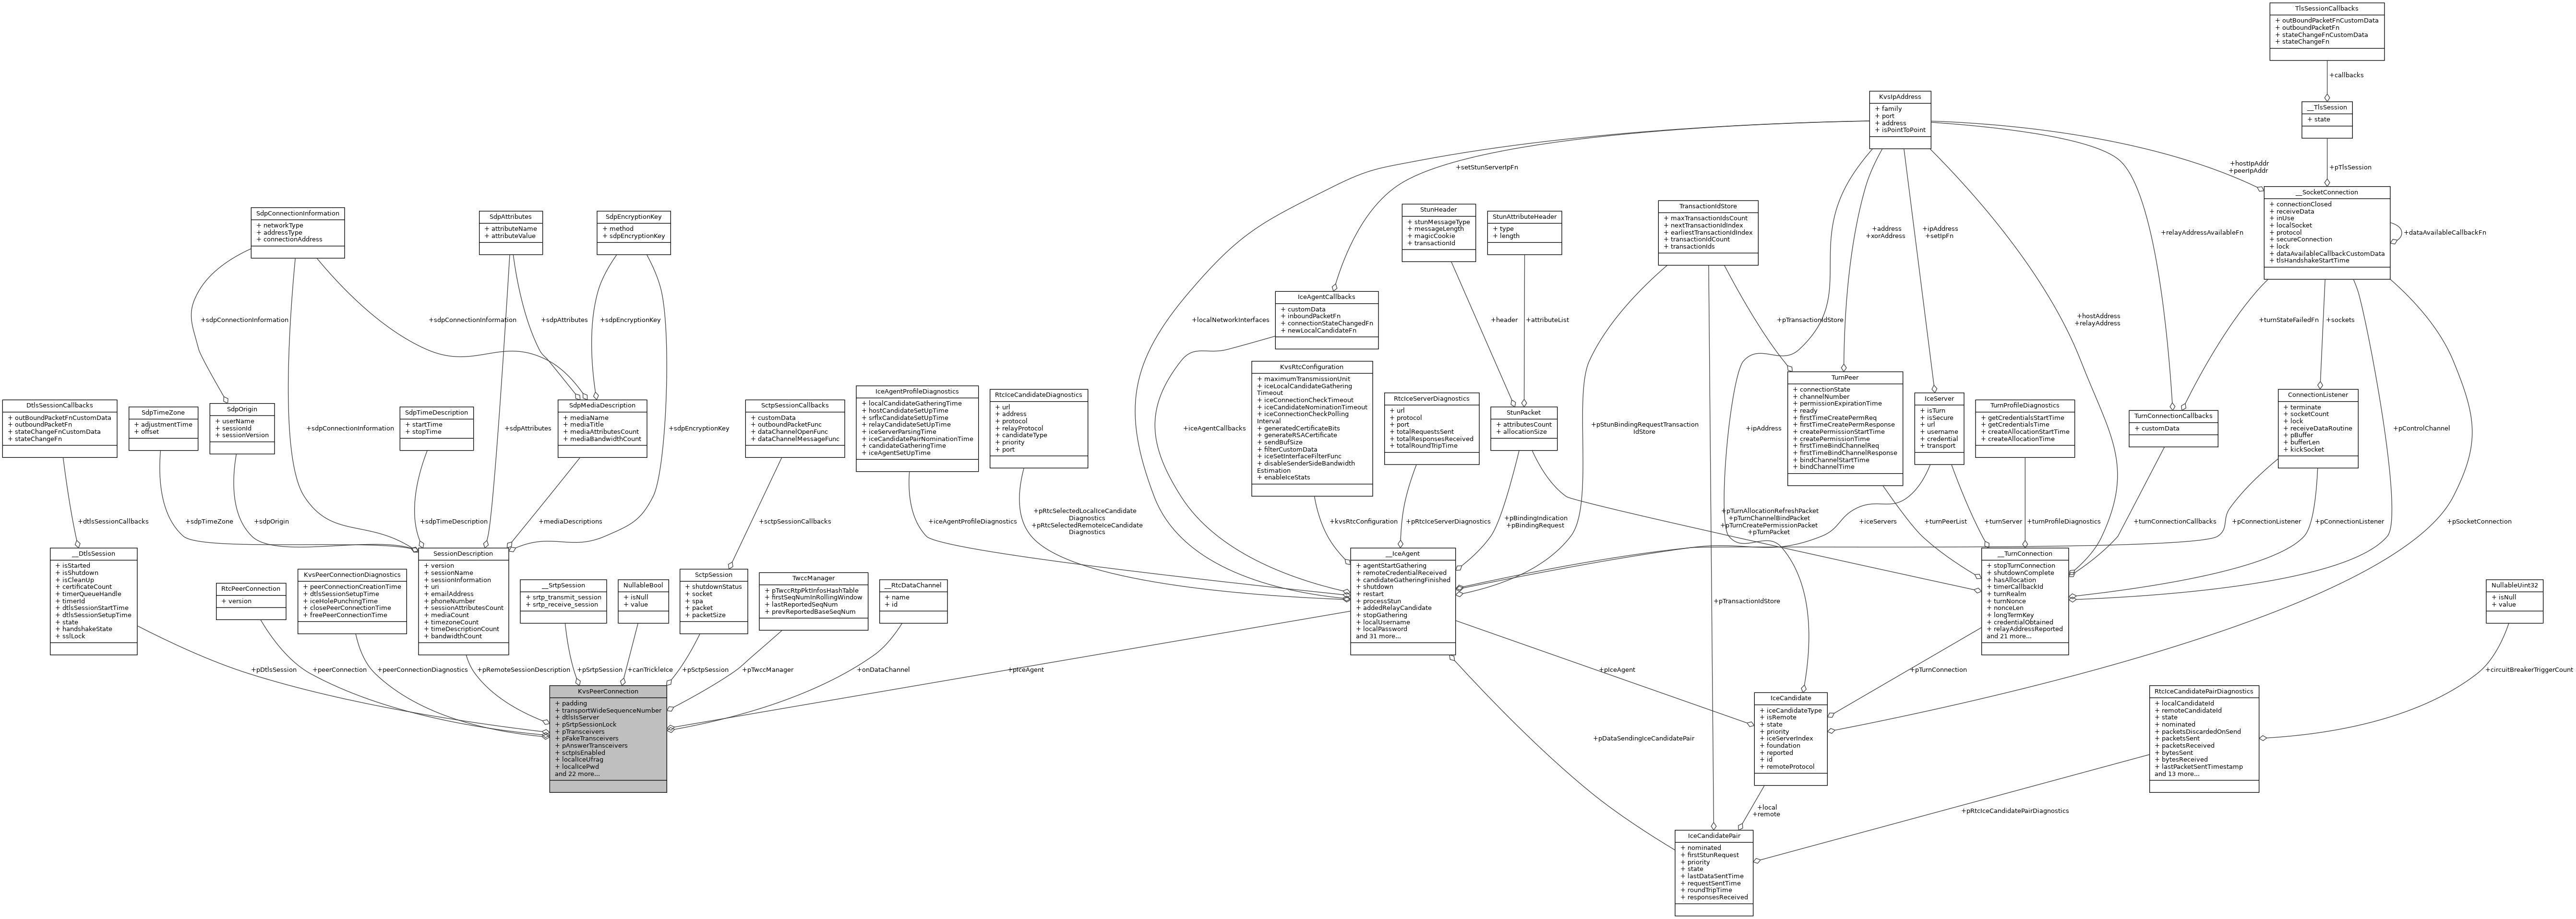 TlsSessionCallbacks
+ outBoundPacketFnCustomData
+ outboundPacketFn
+ stateChangeFnCustomData
+ stateChangeFn
+callbacks
__TlsSession
+ state
+pTlsSession
KvsIpAddress
+ family
+ port
+ address
+ isPointToPoint
+hostIpAddr
+peerIpAddr
+setStunServerIpFn
__SocketConnection
+ connectionClosed
+ receiveData
+ inUse
+ localSocket
+ protocol
+ secureConnection
+ lock
+ dataAvailableCallbackCustomData
+ tlsHandshakeStartTime
+dataAvailableCallbackFn
SdpConnectionInformation
+ networkType
+ addressType
+ connectionAddress
SdpAttributes
+ attributeName
+ attributeValue
SdpEncryptionKey
+ method
+ sdpEncryptionKey
StunHeader
+ stunMessageType
+ messageLength
+ magicCookie
+ transactionId
StunAttributeHeader
+ type
+ length
TransactionIdStore
+ maxTransactionIdsCount
+ nextTransactionIdIndex
+ earliestTransactionIdIndex
+ transactionIdCount
+ transactionIds
+address
+xorAddress
+ipAddress
+setIpFn
+relayAddressAvailableFn
IceAgentCallbacks
+ customData
+ inboundPacketFn
+ connectionStateChangedFn
+ newLocalCandidateFn
+sdpConnectionInformation
+sdpConnectionInformation
+sdpAttributes
+sdpEncryptionKey
+localNetworkInterfaces
+header
+attributeList
+pTransactionIdStore
+hostAddress
+relayAddress
+turnStateFailedFn
+sockets
DtlsSessionCallbacks
+ outBoundPacketFnCustomData
+ outboundPacketFn
+ stateChangeFnCustomData
+ stateChangeFn
SdpTimeZone
+ adjustmentTime
+ offset
SdpOrigin
+ userName
+ sessionId
+ sessionVersion
+sdpConnectionInformation
SdpTimeDescription
+ startTime
+ stopTime
+sdpAttributes
SdpMediaDescription
+ mediaName
+ mediaTitle
+ mediaAttributesCount
+ mediaBandwidthCount
+sdpEncryptionKey
SctpSessionCallbacks
+ customData
+ outboundPacketFunc
+ dataChannelOpenFunc
+ dataChannelMessageFunc
IceAgentProfileDiagnostics
+ localCandidateGatheringTime
+ hostCandidateSetUpTime
+ srflxCandidateSetUpTime
+ relayCandidateSetUpTime
+ iceServerParsingTime
+ iceCandidatePairNominationTime
+ candidateGatheringTime
+ iceAgentSetUpTime
RtcIceCandidateDiagnostics
+ url
+ address
+ protocol
+ relayProtocol
+ candidateType
+ priority
+ port
+iceAgentCallbacks
KvsRtcConfiguration
+ maximumTransmissionUnit
+ iceLocalCandidateGathering
Timeout
+ iceConnectionCheckTimeout
+ iceCandidateNominationTimeout
+ iceConnectionCheckPolling
Interval
+ generatedCertificateBits
+ generateRSACertificate
+ sendBufSize
+ filterCustomData
+ iceSetInterfaceFilterFunc
+ disableSenderSideBandwidth
Estimation
+ enableIceStats
RtcIceServerDiagnostics
+ url
+ protocol
+ port
+ totalRequestsSent
+ totalResponsesReceived
+ totalRoundTripTime
StunPacket
+ attributesCount
+ allocationSize
+pStunBindingRequestTransaction
IdStore
+ipAddress
TurnPeer
+ connectionState
+ channelNumber
+ permissionExpirationTime
+ ready
+ firstTimeCreatePermReq
+ firstTimeCreatePermResponse
+ createPermissionStartTime
+ createPermissionTime
+ firstTimeBindChannelReq
+ firstTimeBindChannelResponse
+ bindChannelStartTime
+ bindChannelTime
IceServer
+ isTurn
+ isSecure
+ url
+ username
+ credential
+ transport
TurnProfileDiagnostics
+ getCredentialsStartTime
+ getCredentialsTime
+ createAllocationStartTime
+ createAllocationTime
TurnConnectionCallbacks
+ customData
ConnectionListener
+ terminate
+ socketCount
+ lock
+ receiveDataRoutine
+ pBuffer
+ bufferLen
+ kickSocket
+pControlChannel
+dtlsSessionCallbacks
+sdpTimeZone
+sdpOrigin
+sdpTimeDescription
+mediaDescriptions
+sctpSessionCallbacks
+iceAgentProfileDiagnostics
+pRtcSelectedLocalIceCandidate
Diagnostics
+pRtcSelectedRemoteIceCandidate
Diagnostics
+kvsRtcConfiguration
+pRtcIceServerDiagnostics
+pBindingIndication
+pBindingRequest
+pTurnAllocationRefreshPacket
+pTurnChannelBindPacket
+pTurnCreatePermissionPacket
+pTurnPacket
+iceServers
+turnPeerList
+turnServer
+turnProfileDiagnostics
+turnConnectionCallbacks
+pConnectionListener
+pConnectionListener
+pSocketConnection
__DtlsSession
+ isStarted
+ isShutdown
+ isCleanUp
+ certificateCount
+ timerQueueHandle
+ timerId
+ dtlsSessionStartTime
+ dtlsSessionSetupTime
+ state
+ handshakeState
+ sslLock
RtcPeerConnection
+ version
KvsPeerConnectionDiagnostics
+ peerConnectionCreationTime
+ dtlsSessionSetupTime
+ iceHolePunchingTime
+ closePeerConnectionTime
+ freePeerConnectionTime
SessionDescription
+ version
+ sessionName
+ sessionInformation
+ uri
+ emailAddress
+ phoneNumber
+ sessionAttributesCount
+ mediaCount
+ timezoneCount
+ timeDescriptionCount
+ bandwidthCount
__SrtpSession
+ srtp_transmit_session
+ srtp_receive_session
NullableBool
+ isNull
+ value
SctpSession
+ shutdownStatus
+ socket
+ spa
+ packet
+ packetSize
TwccManager
+ pTwccRtpPktInfosHashTable
+ firstSeqNumInRollingWindow
+ lastReportedSeqNum
+ prevReportedBaseSeqNum
__RtcDataChannel
+ name
+ id
__IceAgent
+ agentStartGathering
+ remoteCredentialReceived
+ candidateGatheringFinished
+ shutdown
+ restart
+ processStun
+ addedRelayCandidate
+ stopGathering
+ localUsername
+ localPassword
and 31 more...
__TurnConnection
+ stopTurnConnection
+ shutdownComplete
+ hasAllocation
+ timerCallbackId
+ turnRealm
+ turnNonce
+ nonceLen
+ longTermKey
+ credentialObtained
+ relayAddressReported
and 21 more...
NullableUint32
+ isNull
+ value
+pTransactionIdStore
+pDtlsSession
+peerConnection
+peerConnectionDiagnostics
+pRemoteSessionDescription
+pSrtpSession
+canTrickleIce
+pSctpSession
+pTwccManager
+onDataChannel
+pIceAgent
+pIceAgent
+pTurnConnection
+circuitBreakerTriggerCount
KvsPeerConnection
+ padding
+ transportWideSequenceNumber
+ dtlsIsServer
+ pSrtpSessionLock
+ pTransceivers
+ pFakeTransceivers
+ pAnswerTransceivers
+ sctpIsEnabled
+ localIceUfrag
+ localIcePwd
and 22 more...
+pDataSendingIceCandidatePair
IceCandidate
+ iceCandidateType
+ isRemote
+ state
+ priority
+ iceServerIndex
+ foundation
+ reported
+ id
+ remoteProtocol
RtcIceCandidatePairDiagnostics
+ localCandidateId
+ remoteCandidateId
+ state
+ nominated
+ packetsDiscardedOnSend
+ packetsSent
+ packetsReceived
+ bytesSent
+ bytesReceived
+ lastPacketSentTimestamp
and 13 more...
+local
+remote
+pRtcIceCandidatePairDiagnostics
IceCandidatePair
+ nominated
+ firstStunRequest
+ priority
+ state
+ lastDataSentTime
+ requestSentTime
+ roundTripTime
+ responsesReceived